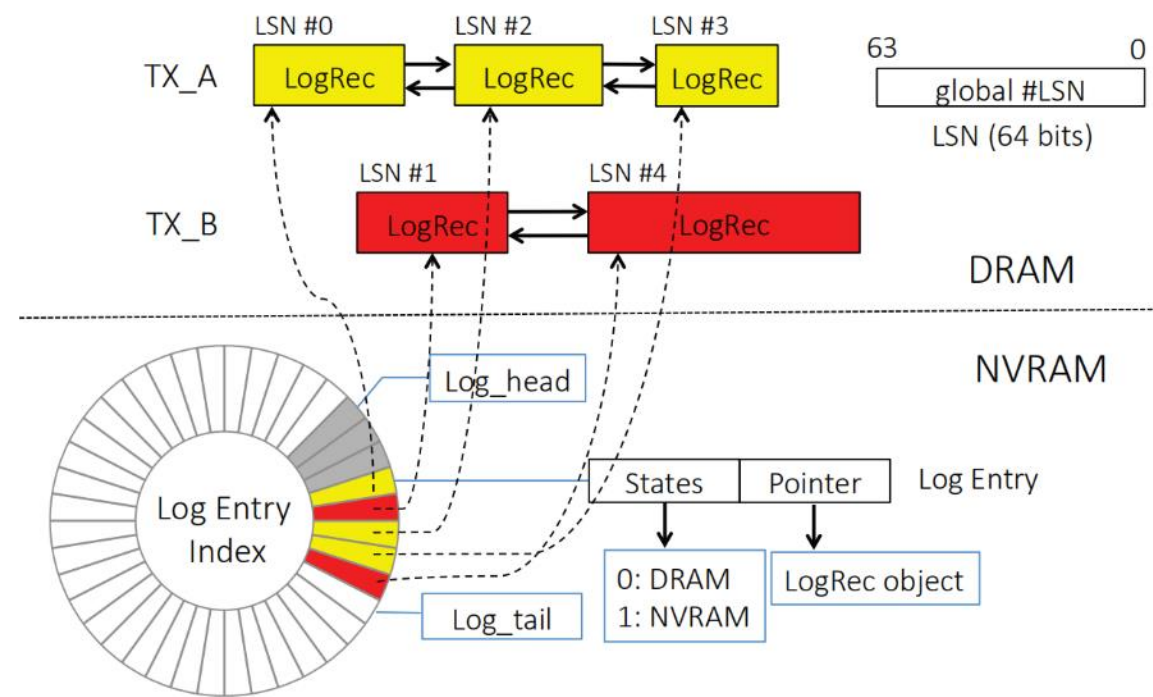 LSN #0 LSN #2 LSN #3
TX_A
LogRec LogRec LogRec
63 0
global #LSN
LSN (64 bits)
LSN #1 LSN #4
TX_B
LogRec LogRec
DRAM
NVRAM
Log_head
Log Entry
Index
States Pointer
Log Entry
0: DRAM
1: NVRAM
LogRec object
Log_tail